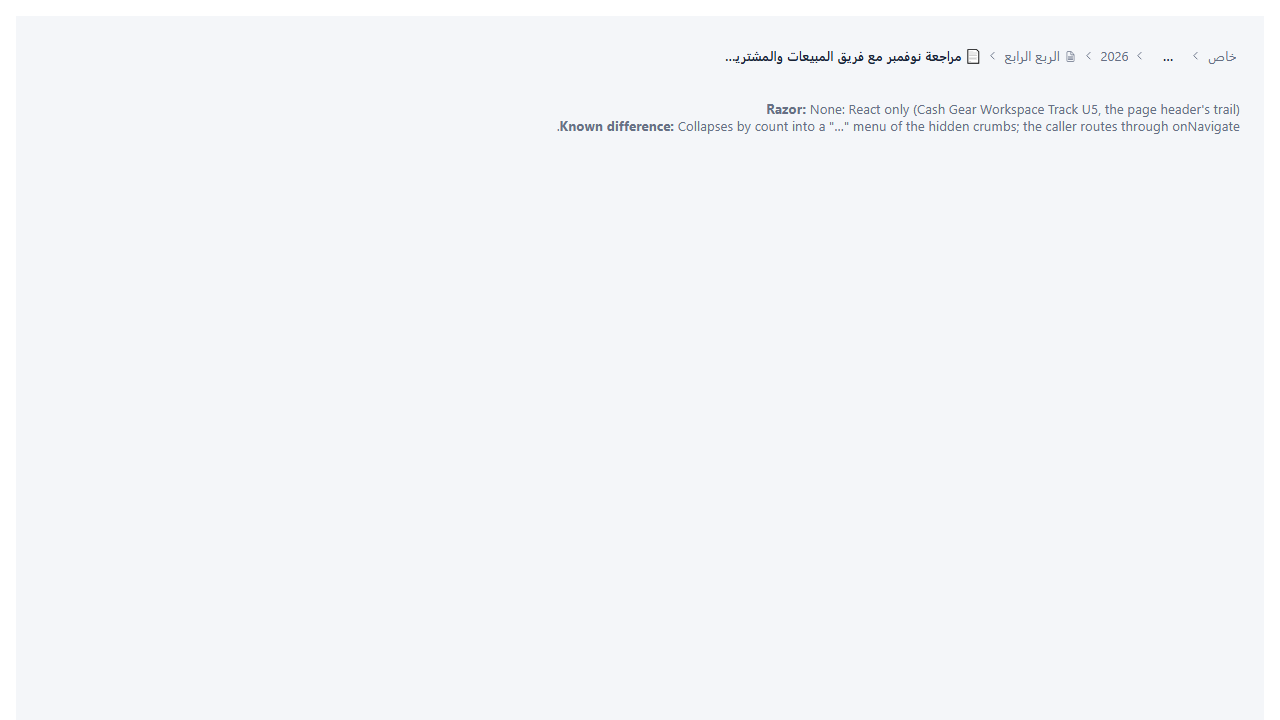 خاص › ... › 2026 › الربع الرابع › مراجعة نوفمبر مع فريق المبيعات والمشتريـ...
Razor: None: React only (Cash Gear Workspace Track U5, the page header's trail)
Known difference: Collapses by count into a "..." menu of the hidden crumbs; the caller routes through onNavigate.